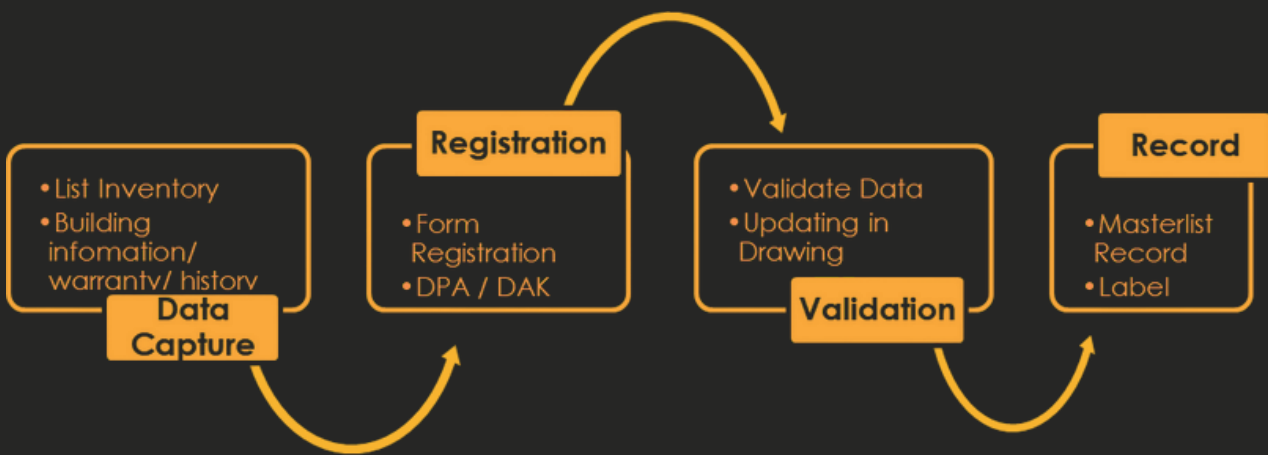 • List Inventory
• Building
infomation/
warranty/ history
Data
Capture
Registration
• Form
Registration
• DPA / DAK
• Validate Data
• Updating in
Drawing
Validation
Record
• Masterlist
Record
• Label